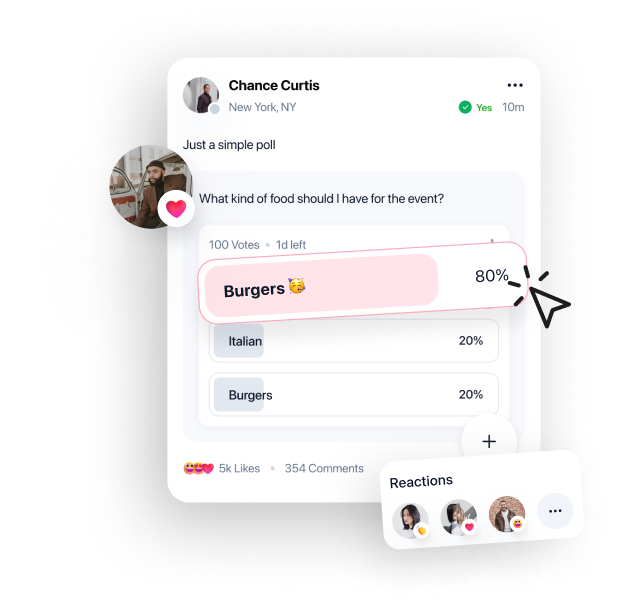 Chance Curtis
New York, NY
Yes 10m
Just a simple poll
What kind of food should I have for the event?
100 Votes • 1d left
Burgers 🥳 80%
Italian 20%
Burgers 20%
5k Likes • 354 Comments
Reactions